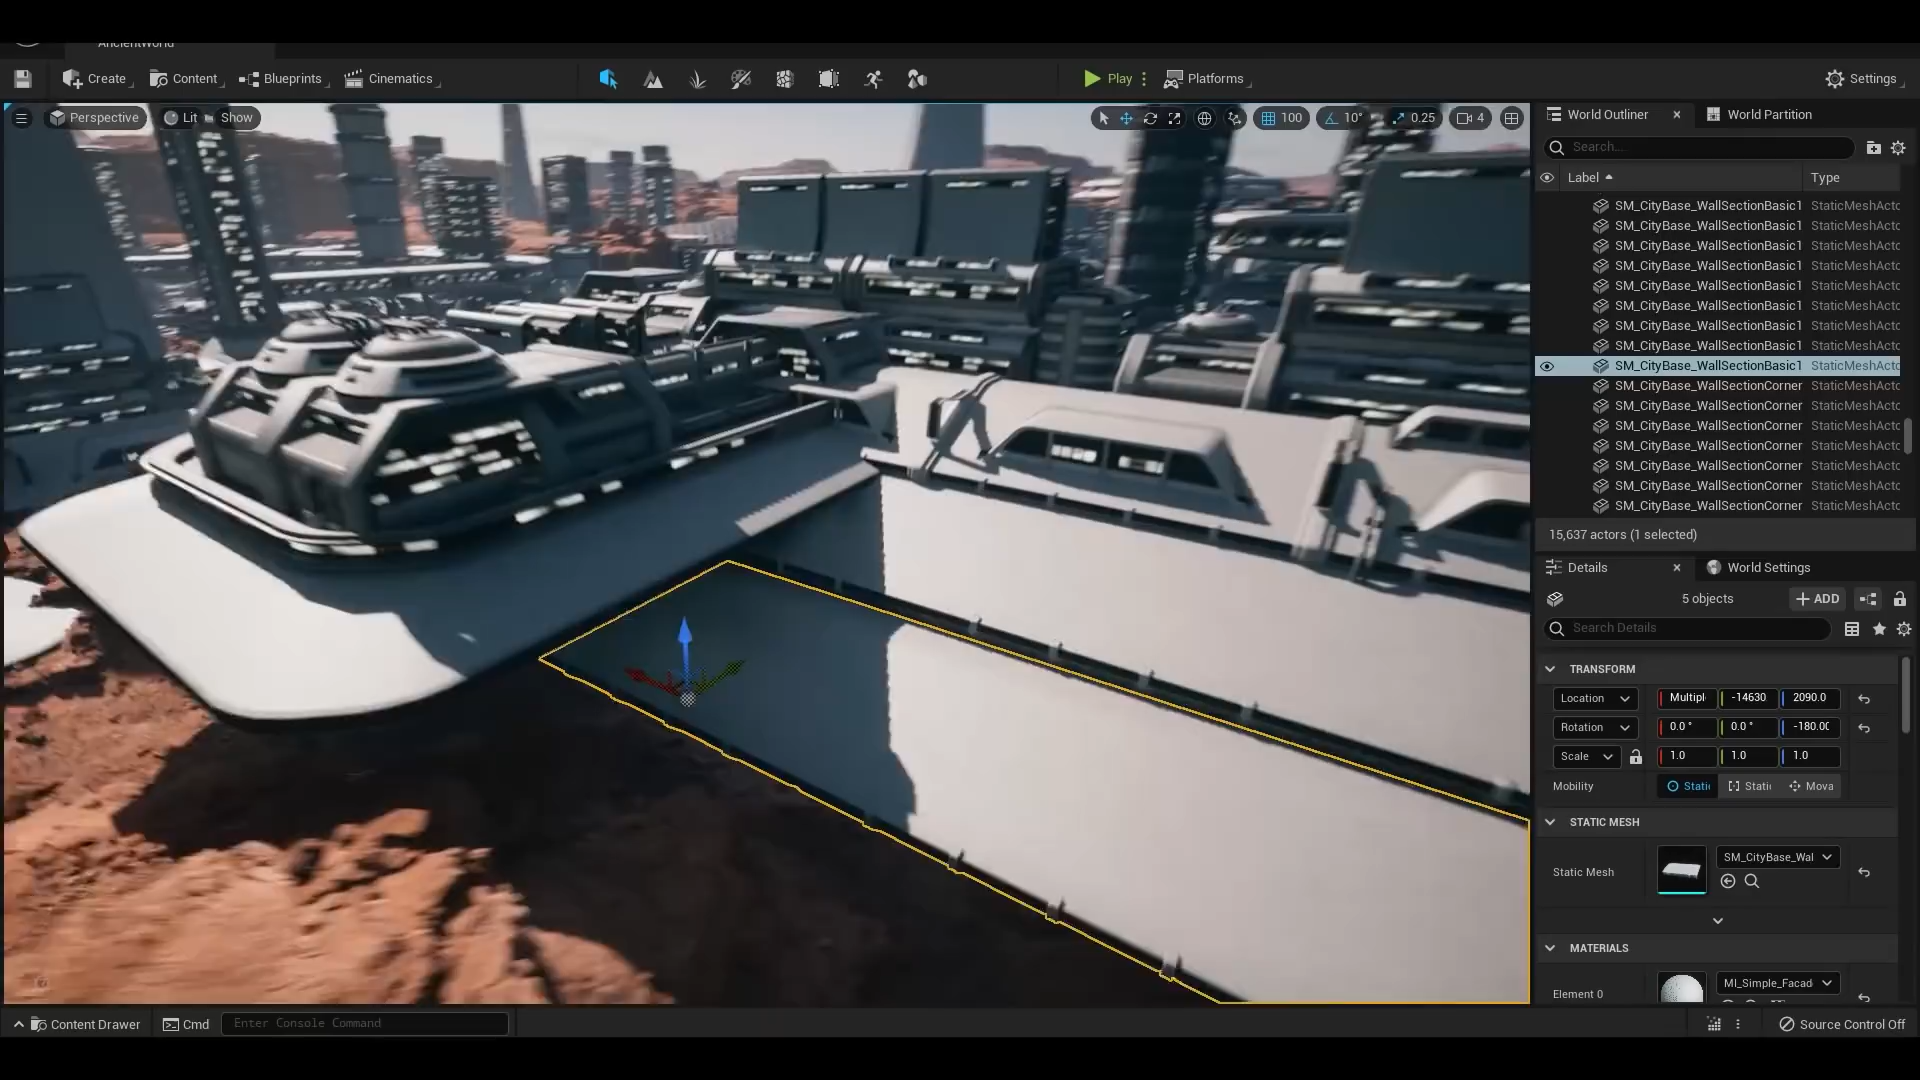 AncientWorld
Create
Content
Blueprints
Cinematics
Play
Platforms
Settings
Perspective
Lit
Show
100
10°
0.25
4
World Outliner
World Partition
Search...
Label
Type
SM_CityBase_WallSectionBasic1 StaticMeshActo
SM_CityBase_WallSectionBasic1 StaticMeshActo
SM_CityBase_WallSectionBasic1 StaticMeshActo
SM_CityBase_WallSectionBasic1 StaticMeshActo
SM_CityBase_WallSectionBasic1 StaticMeshActo
SM_CityBase_WallSectionBasic1 StaticMeshActo
SM_CityBase_WallSectionBasic1 StaticMeshActo
SM_CityBase_WallSectionBasic1 StaticMeshActo
SM_CityBase_WallSectionBasic1 StaticMeshActo
SM_CityBase_WallSectionCorner StaticMeshActo
SM_CityBase_WallSectionCorner StaticMeshActo
SM_CityBase_WallSectionCorner StaticMeshActo
SM_CityBase_WallSectionCorner StaticMeshActo
SM_CityBase_WallSectionCorner StaticMeshActo
SM_CityBase_WallSectionCorner StaticMeshActo
SM_CityBase_WallSectionCorner StaticMeshActo
15,637 actors (1 selected)
Details
World Settings
5 objects
ADD
Search Details
TRANSFORM
Location Multipl -14630 2090.0
Rotation 0.0 ° 0.0 ° -180.00
Scale 1.0 1.0 1.0
Mobility Static Stati Mova
STATIC MESH
Static Mesh
SM_CityBase_Wal
MATERIALS
Element 0
MI_Simple_Facad
Content Drawer
Cmd
Enter Console Command
Source Control Off